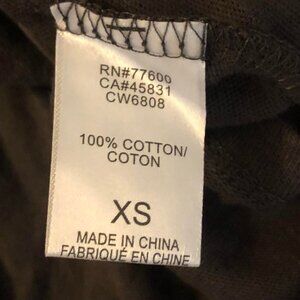 RN#77600
CA#45831
CW6808
100% COTTON/
COTON
XS
MADE IN CHINA
FABRIQUÉ EN CHINE